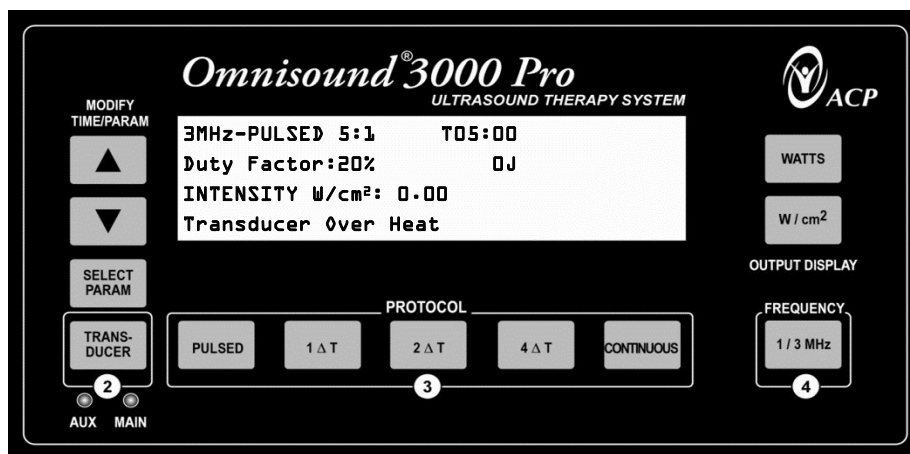 Omnisound® 3000 Pro
ULTRASOUND THERAPY SYSTEM
ACP
MODIFY
TIME/PARAM
3MHz-PULSED 5:1 T05:00
Duty Factor:20% 0J
INTENSITY W/cm²: 0.00
Transducer Over Heat
WATTS
W / cm2
OUTPUT DISPLAY
SELECT
PARAM
PROTOCOL
FREQUENCY
TRANS-
DUCER
PULSED
1 Δ T
2 Δ T
4 Δ T
CONTINUOUS
1 / 3 MHz
2
3
4
AUX MAIN